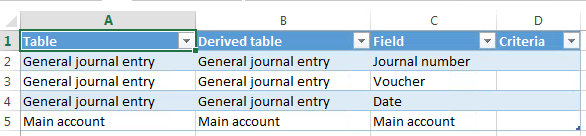 A B C D
1 Table Derived table Field Criteria
2 General journal entry General journal entry Journal number
3 General journal entry General journal entry Voucher
4 General journal entry General journal entry Date
5 Main account Main account Main account